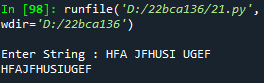 In [98]: runfile('D:/22bca136/21.py',
wdir='D:/22bca136')
Enter String : HFA JFHUSI UGEF
HFAJFHUSIUGEF